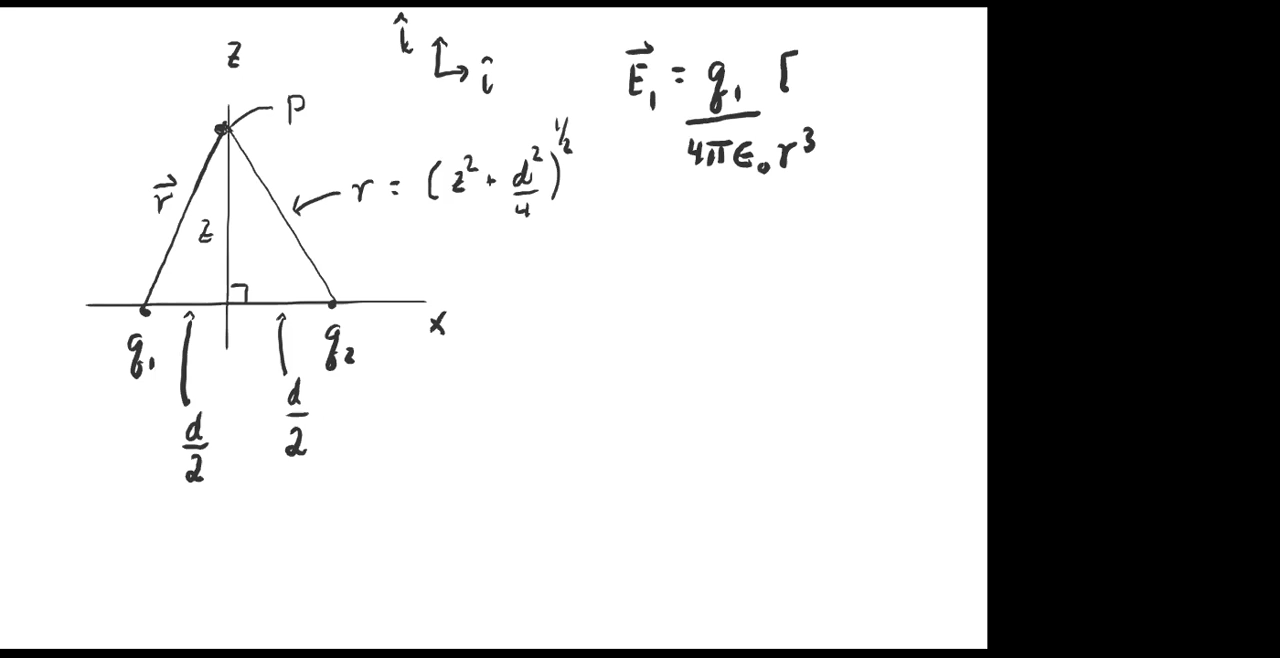 z
k̂
î
P
r⃗
z
r = (z² + d²/4)^½
x
q₁
q₂
d/2
d/2
E⃗₁ = q₁/4πϵ₀r³ [